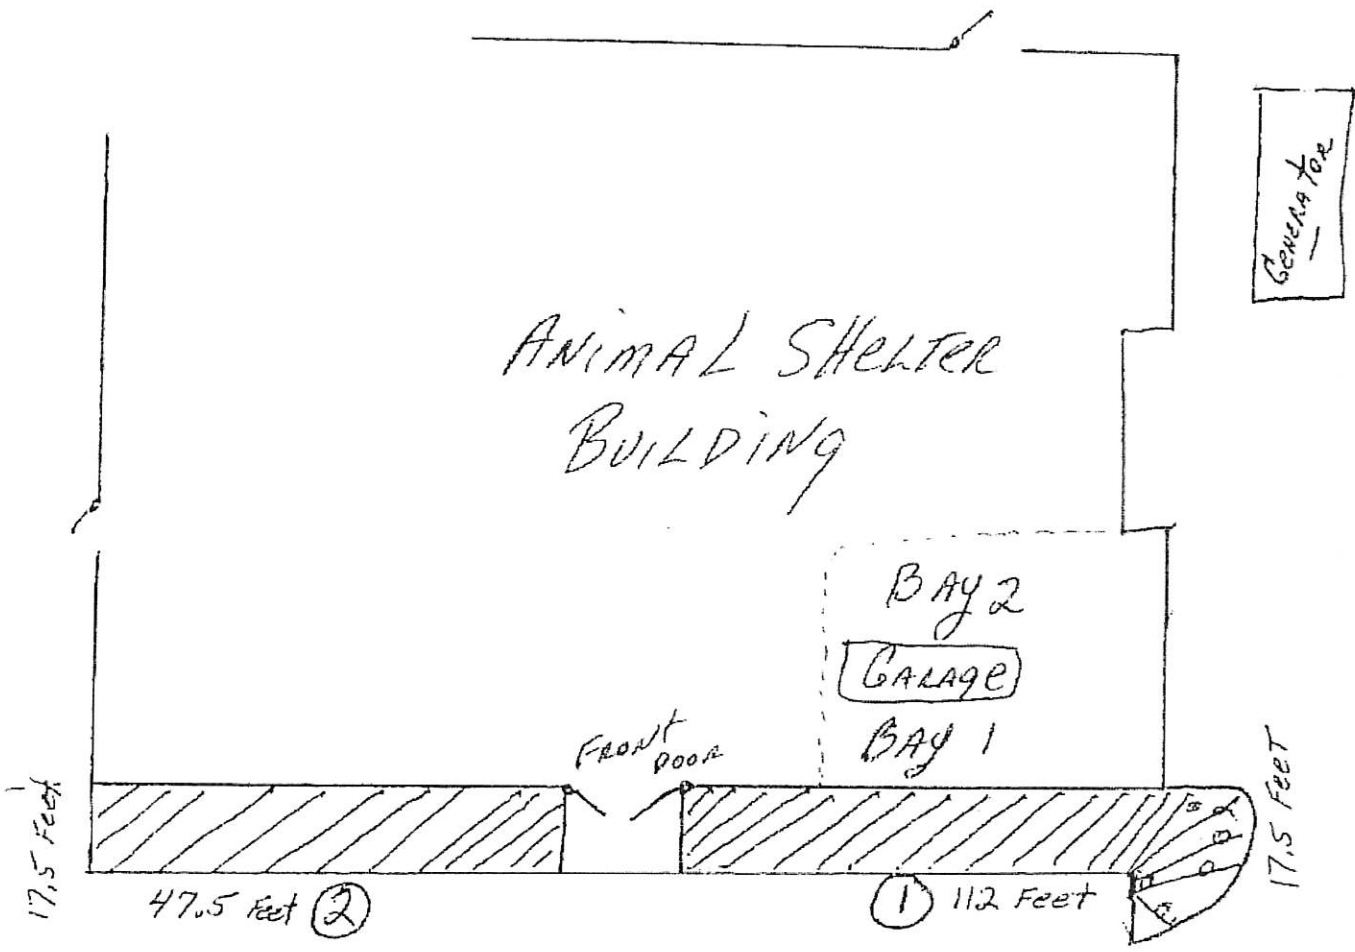 GENERATOR
ANIMAL SHELTER
BUILDING
BAY 2
GARAGE
BAY 1
FRONT
DOOR
17.5 Feet
17.5 FEET
47.5 Feet 2
1 112 Feet